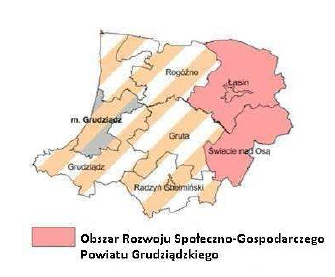 Rogóźno
Łasin
m. Grudziądz
Gruta
Świecie nad Osą
Grudziądz
Radzyń Chełmiński
Obszar Rozwoju Społeczno-Gospodarczego
Powiatu Grudziądzkiego